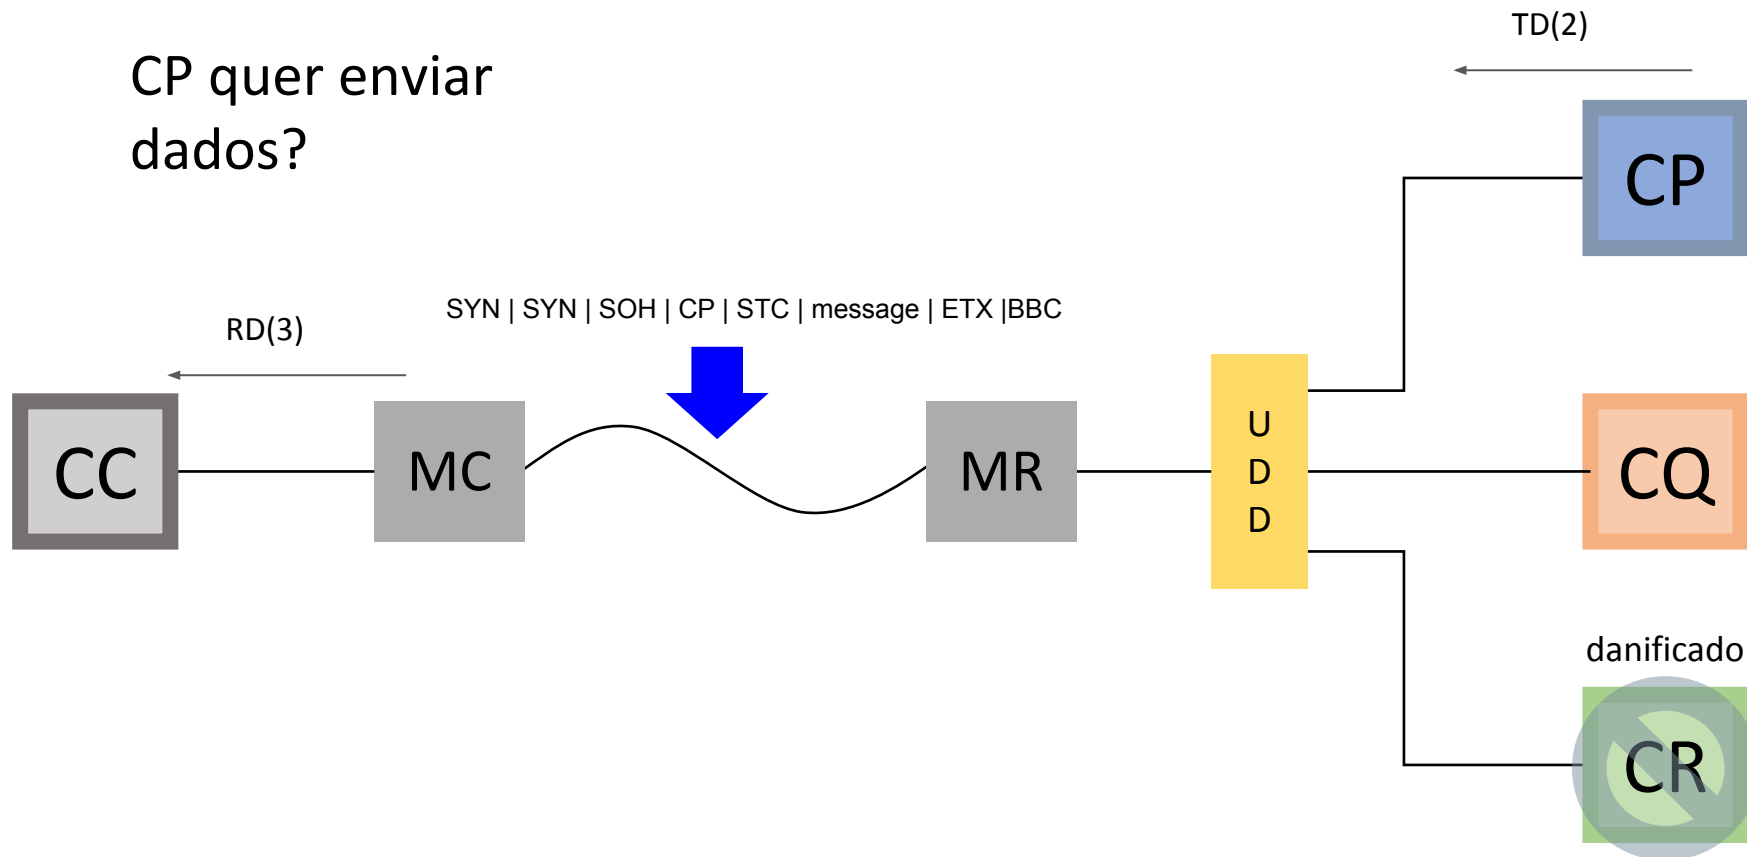 CP quer enviar
dados?
TD(2)
CP
SYN | SYN | SOH | CP | STC | message | ETX |BBC
RD(3)
CC
MC
MR
U
D
D
CQ
danificado
CR